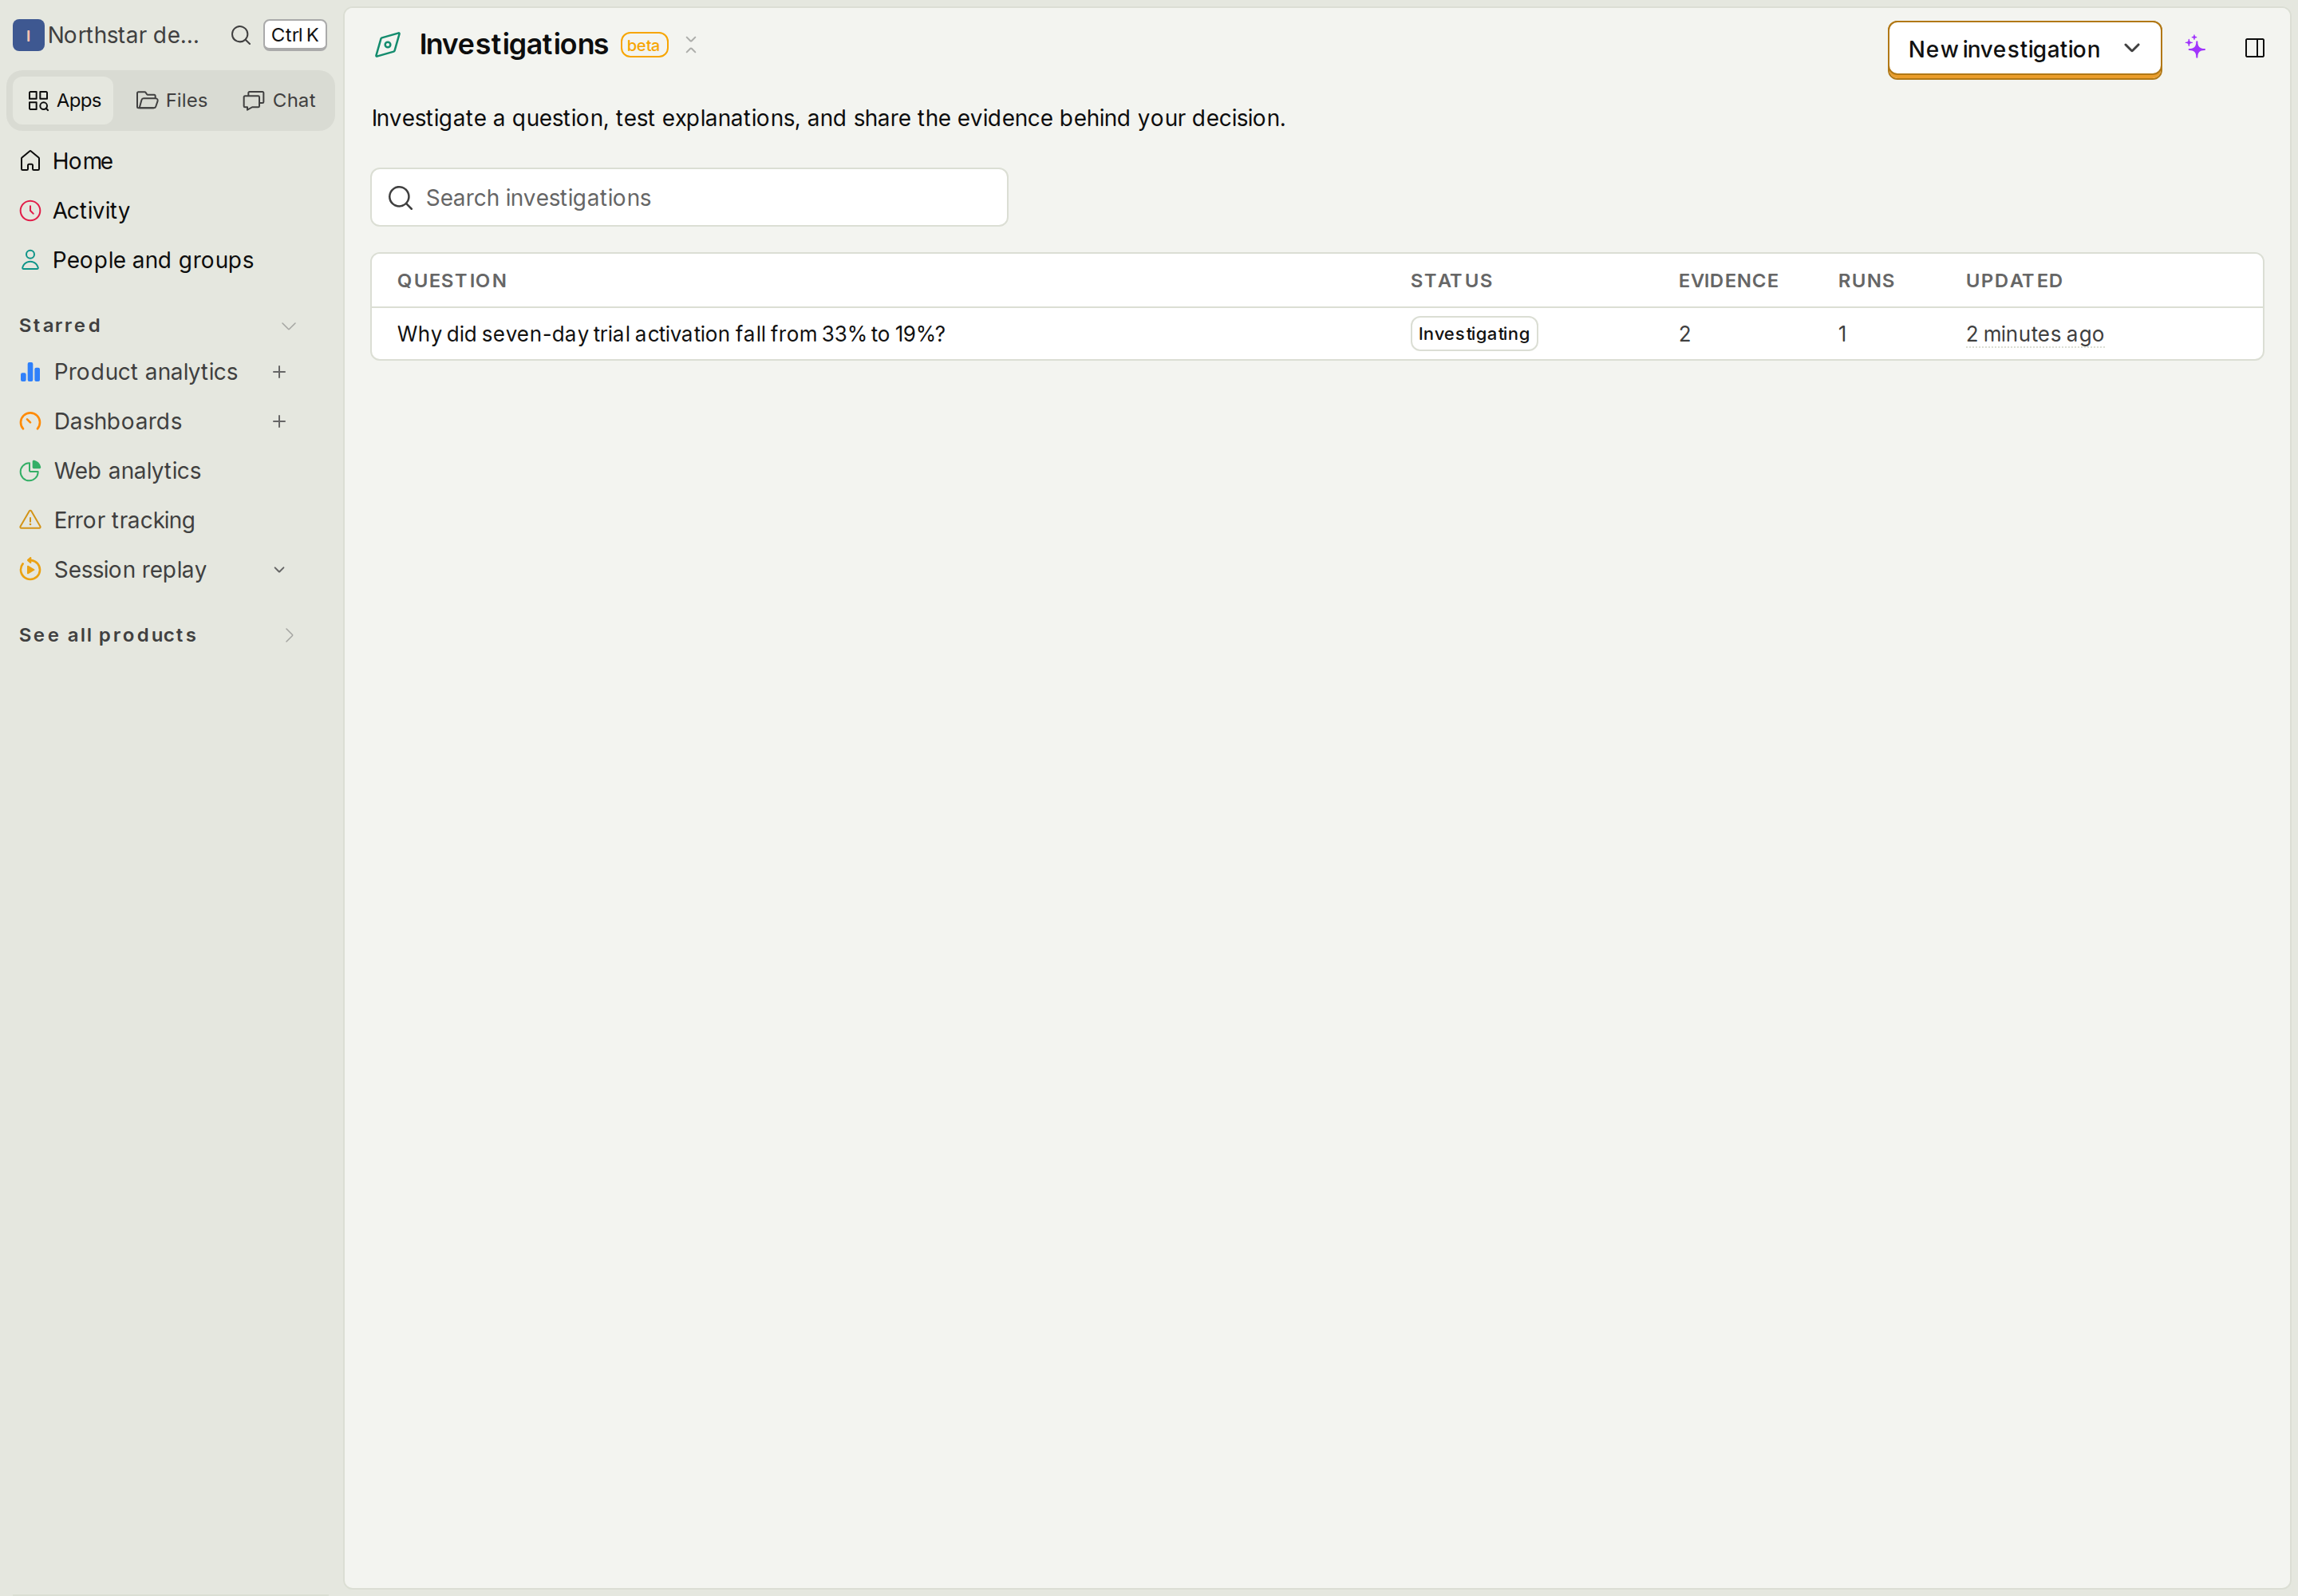 I Northstar de... Ctrl K
Apps Files Chat
Home
Activity
People and groups
Starred
Product analytics
Dashboards
Web analytics
Error tracking
Session replay
See all products
Investigations beta
New investigation
Investigate a question, test explanations, and share the evidence behind your decision.
Search investigations
QUESTION STATUS EVIDENCE RUNS UPDATED
Why did seven-day trial activation fall from 33% to 19%? Investigating 2 1 2 minutes ago